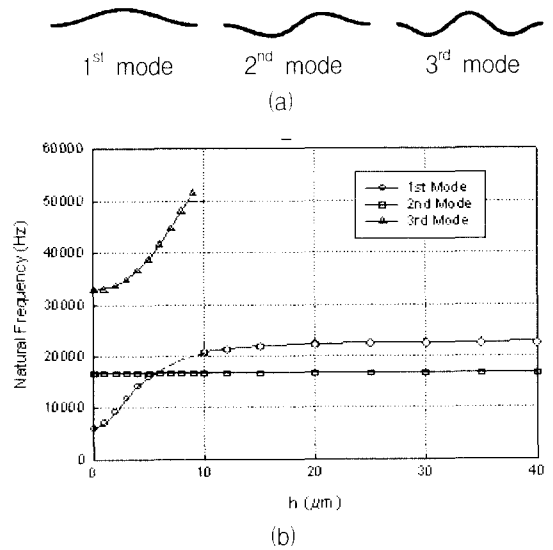 1st mode 2nd mode 3rd mode
(a)
60000
50000
40000
30000
20000
10000
0
Natural Frequency (Hz)
1st Mode
2nd Mode
3rd Mode
0 10 20 30 40
h (μm)
(b)